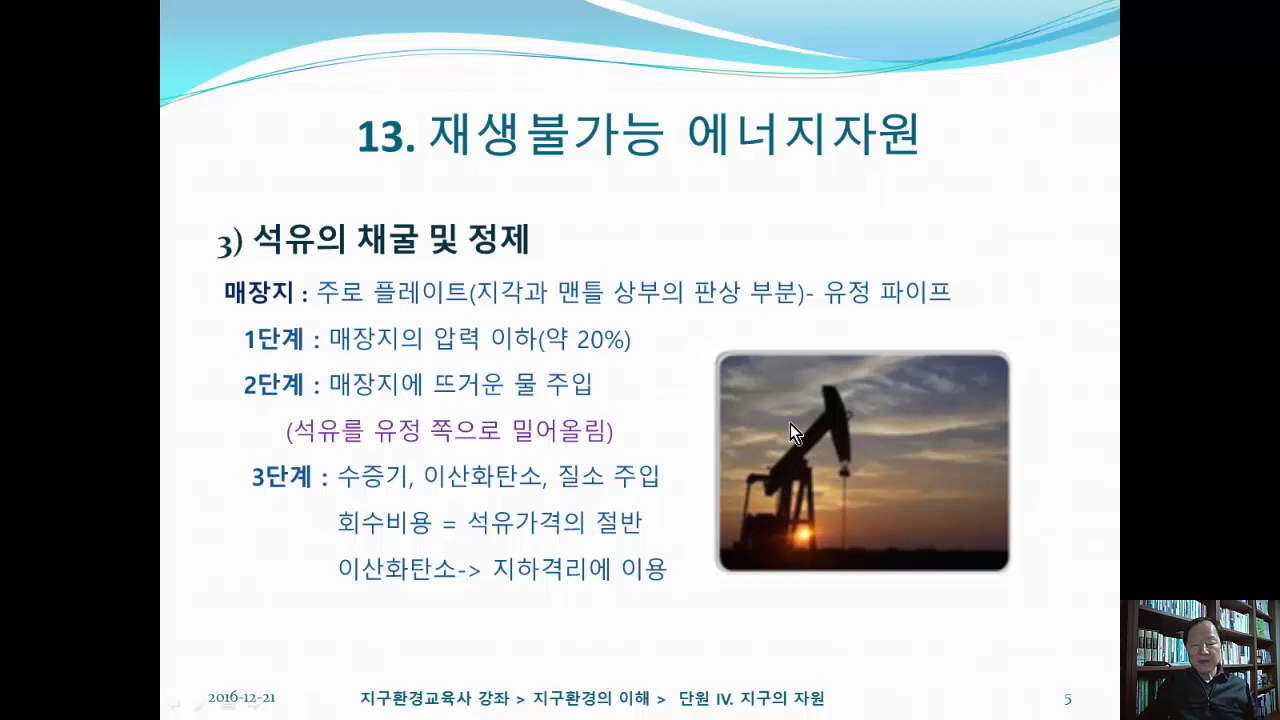 13. 재생불가능 에너지자원
3) 석유의 채굴 및 정제
매장지 : 주로 플레이트(지각과 맨틀 상부의 판상 부분)- 유정 파이프
1단계 : 매장지의 압력 이하(약 20%)
2단계 : 매장지에 뜨거운 물 주입
(석유를 유정 쪽으로 밀어올림)
3단계 : 수증기, 이산화탄소, 질소 주입
회수비용 = 석유가격의 절반
이산화탄소-> 지하격리에 이용
2016-12-21
지구환경교육사 강좌 > 지구환경의 이해 > 단원 IV. 지구의 자원
5